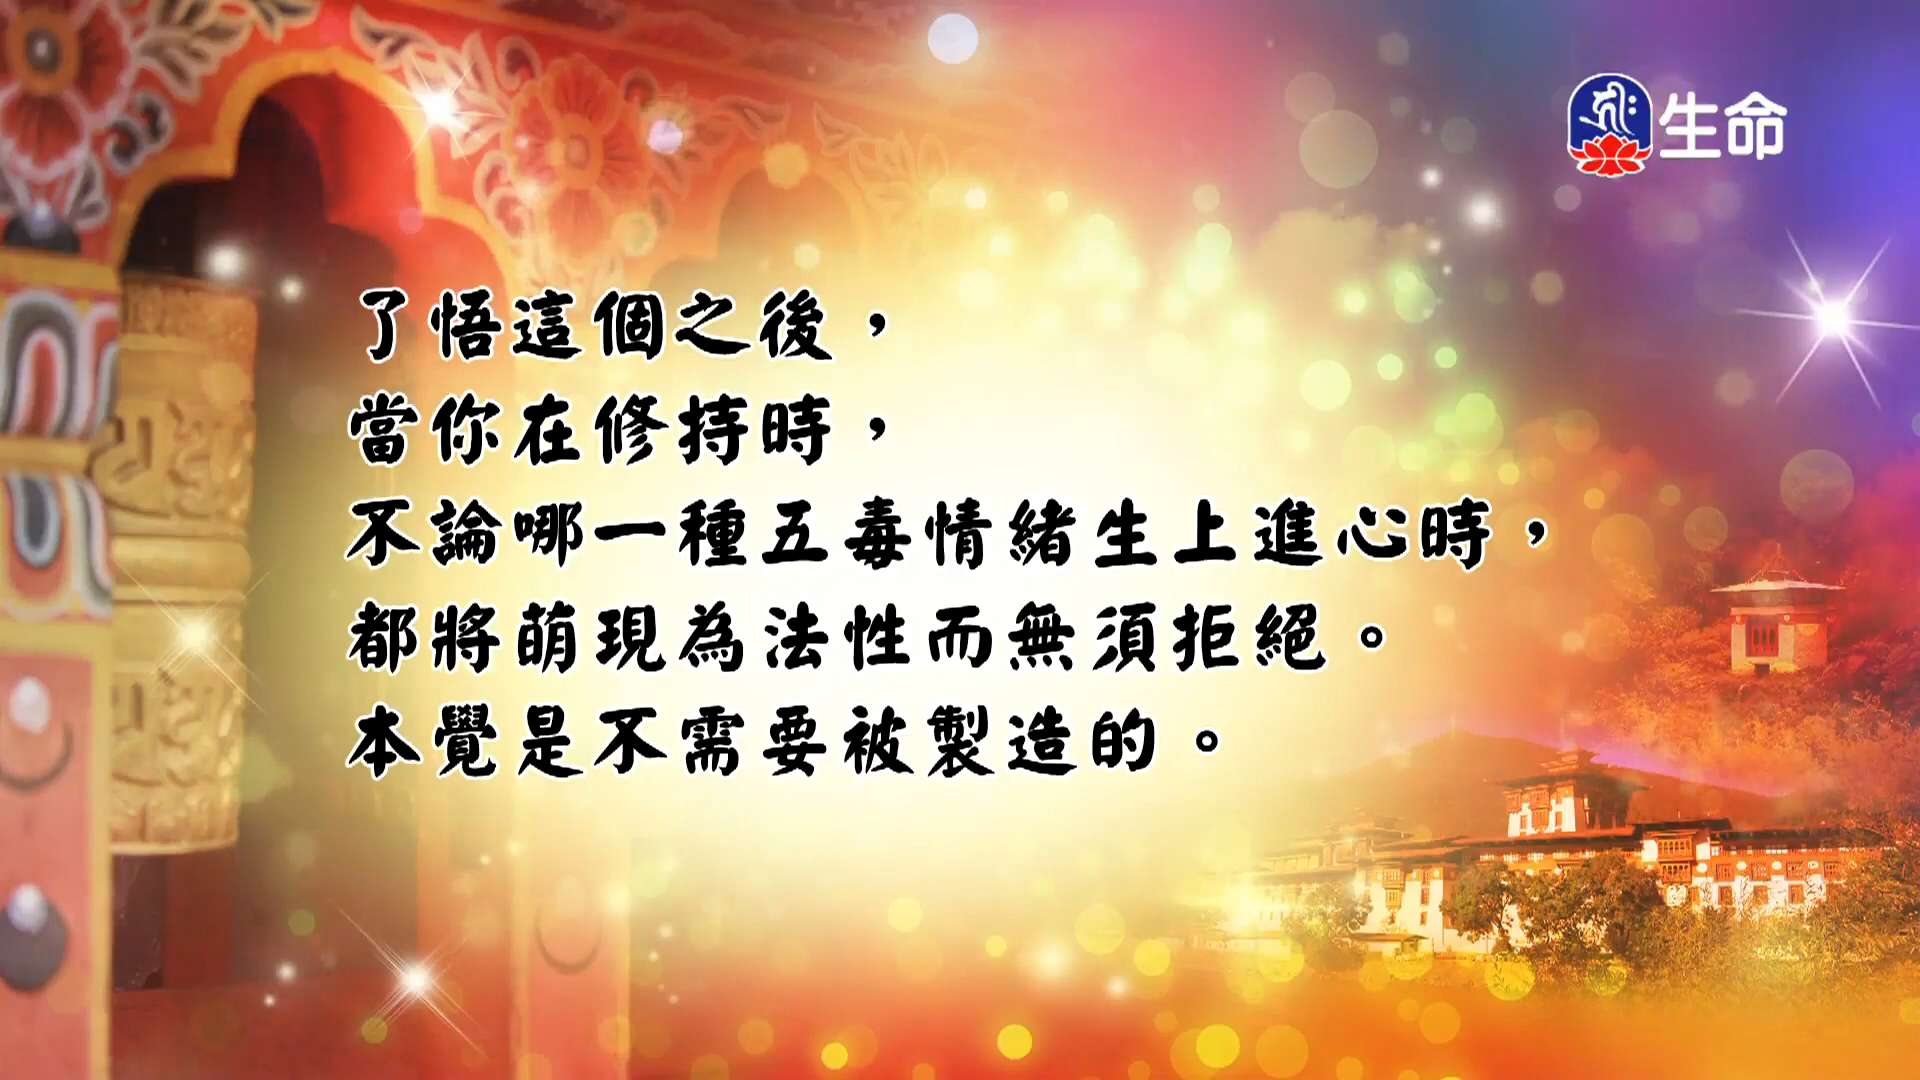 生命
了悟這個之後，
當你在修持時，
不論哪一種五毒情緒生上進心時，
都將萌現為法性而無須拒絕。
本覺是不需要被製造的。